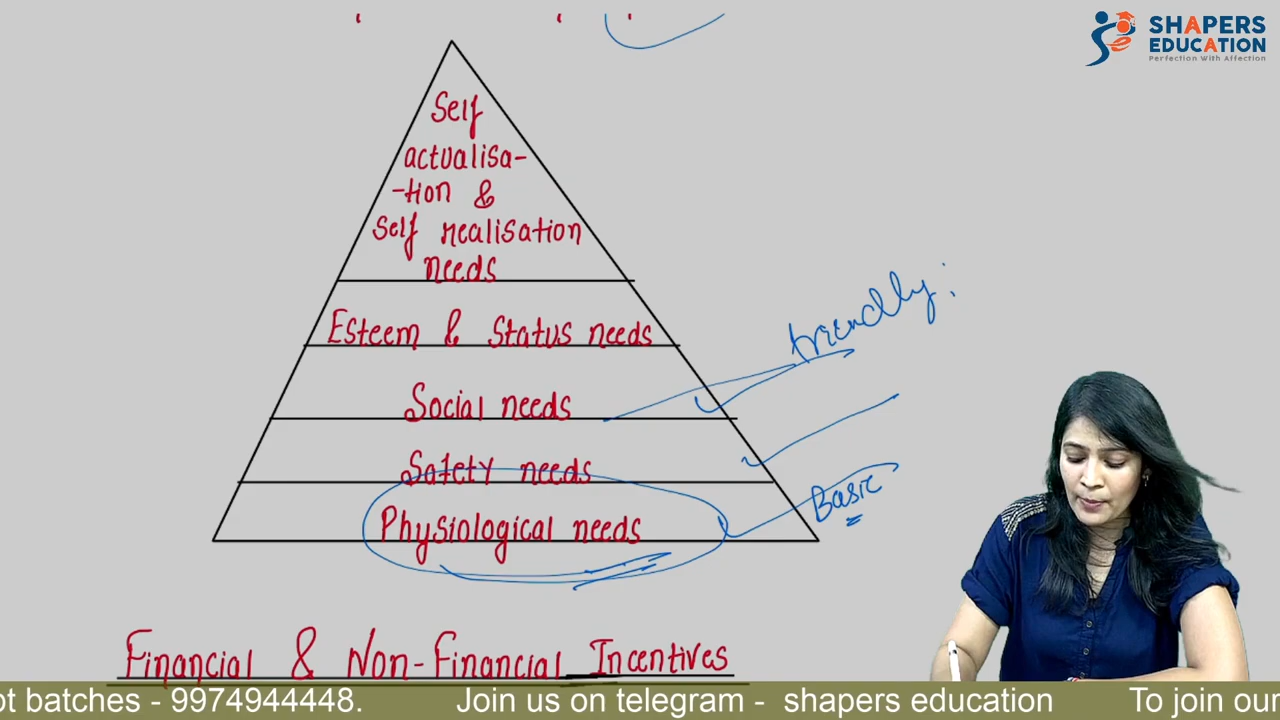 SHAPERS
EDUCATION
Perfection With Affection
Self
actualisa-
-tion &
Self realisation
needs
Esteem & Status needs
friendly:
Social needs
Safety needs
Basic
Physiological needs
Financial & Non-Financial Incentives
ot batches - 9974944448. Join us on telegram - shapers education To join our